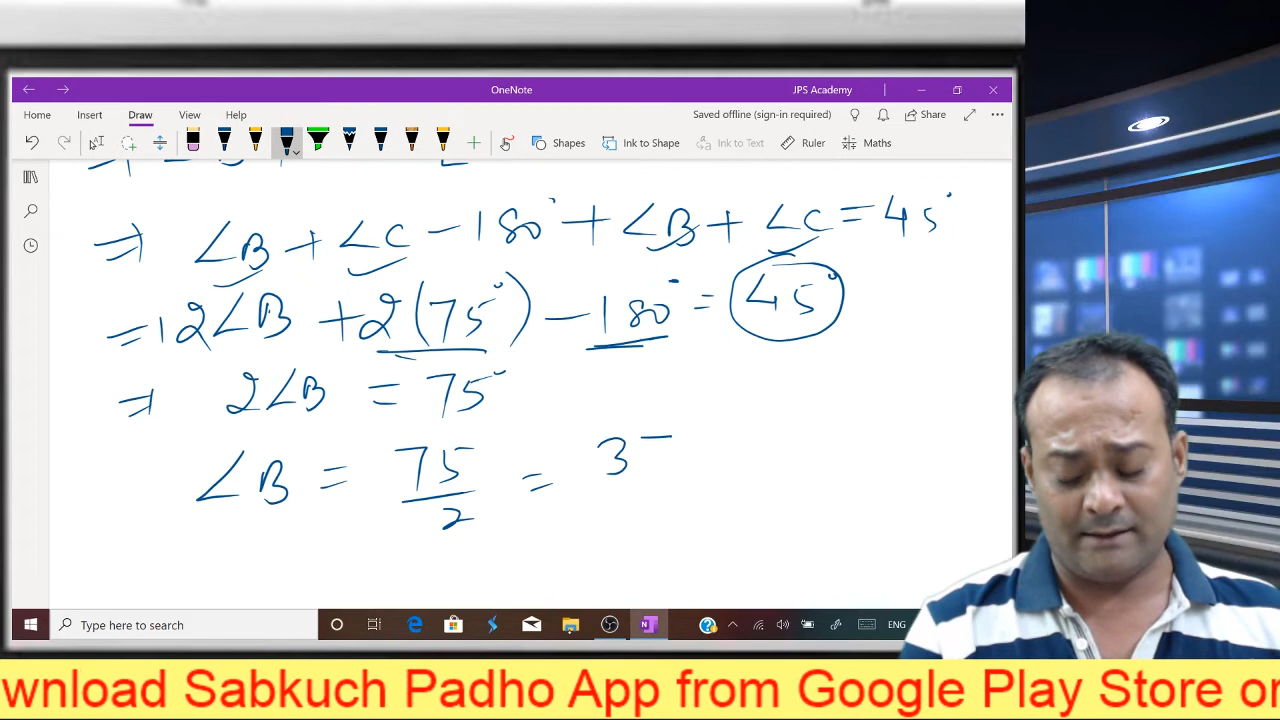 OneNote
JPS Academy
Home Insert Draw View Help
Saved offline (sign-in required)
Share
Shapes
Ink to Shape
Ink to Text
Ruler
Maths
⇒ ∠B + ∠C - 180° + ∠B + ∠C = 45°
⇒ 2∠B + 2(75°) - 180° = 45°
⇒ 2∠B = 75°
∠B = 75/2 = 3
Type here to search
ENG
wnload Sabkuch Padho App from Google Play Store or